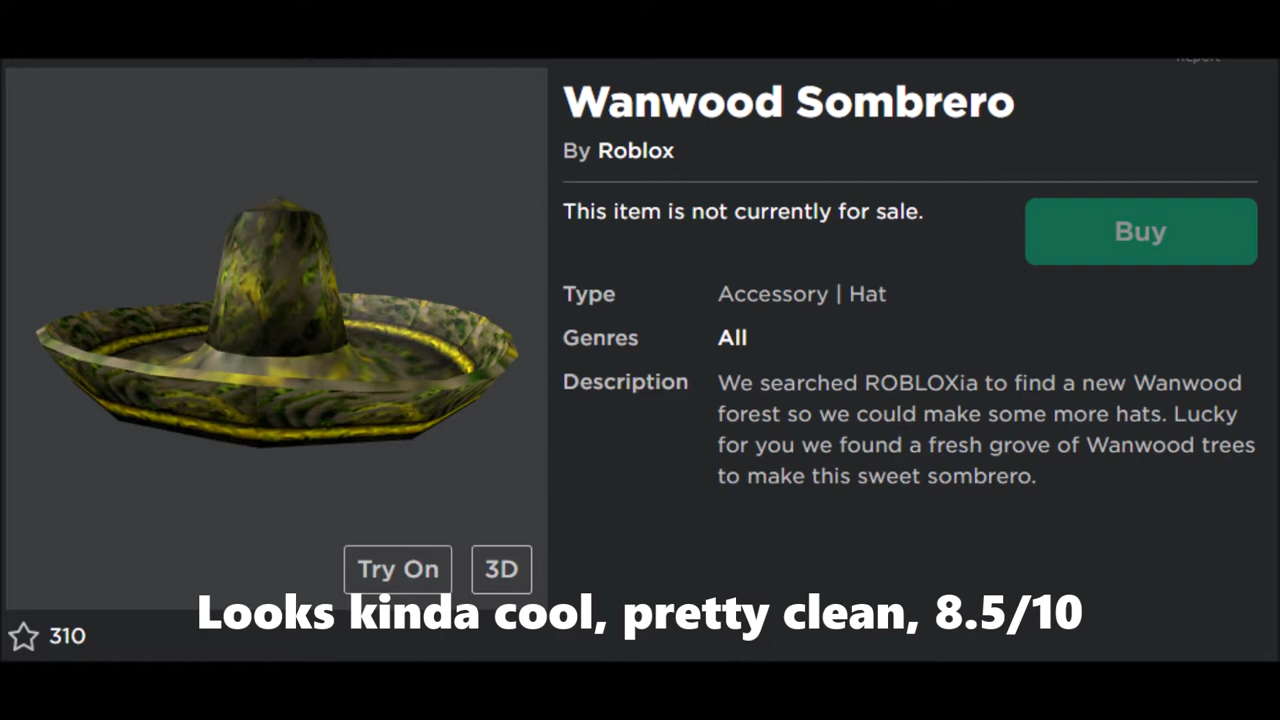 Report
Wanwood Sombrero
By Roblox
This item is not currently for sale.
Buy
Type Accessory | Hat
Genres All
Description We searched ROBLOXia to find a new Wanwood
forest so we could make some more hats. Lucky
for you we found a fresh grove of Wanwood trees
to make this sweet sombrero.
Try On 3D
Looks kinda cool, pretty clean, 8.5/10
310